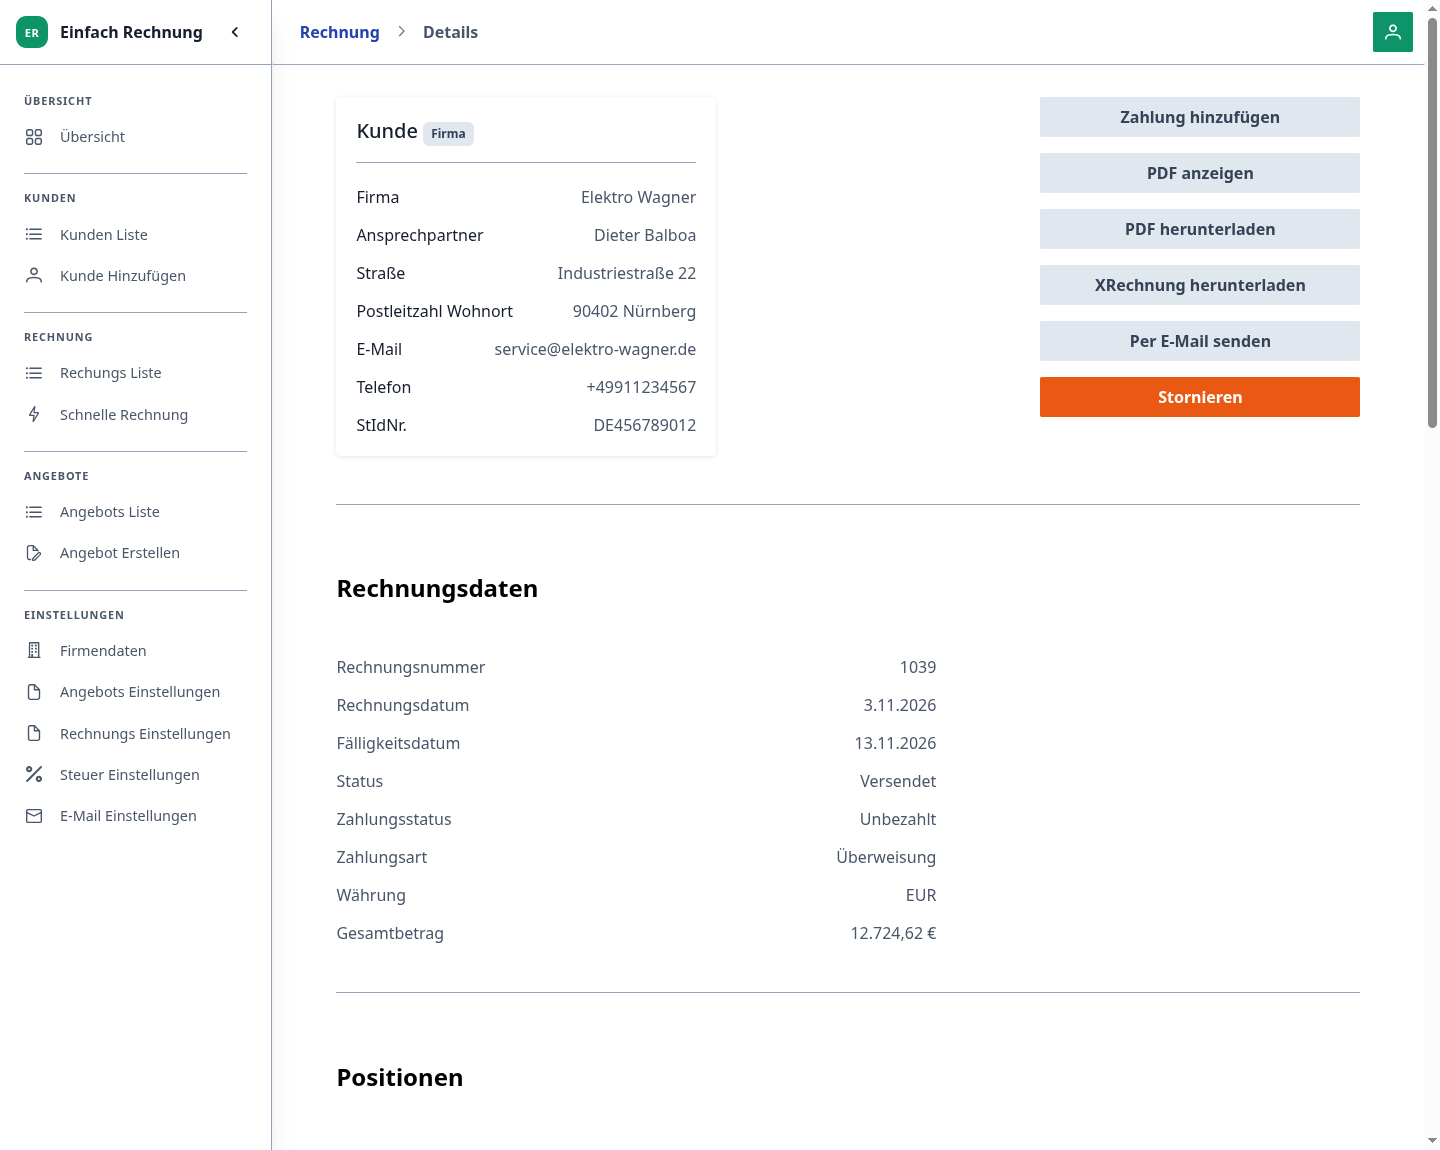 ER Einfach Rechnung
ÜBERSICHT
Übersicht
KUNDEN
Kunden Liste
Kunde Hinzufügen
RECHNUNG
Rechungs Liste
Schnelle Rechnung
ANGEBOTE
Angebots Liste
Angebot Erstellen
EINSTELLUNGEN
Firmendaten
Angebots Einstellungen
Rechnungs Einstellungen
Steuer Einstellungen
E-Mail Einstellungen
Rechnung Details
Kunde Firma
Firma Elektro Wagner
Ansprechpartner Dieter Balboa
Straße Industriestraße 22
Postleitzahl Wohnort 90402 Nürnberg
E-Mail service@elektro-wagner.de
Telefon +49911234567
StIdNr. DE456789012
Zahlung hinzufügen
PDF anzeigen
PDF herunterladen
XRechnung herunterladen
Per E-Mail senden
Stornieren
Rechnungsdaten
Rechnungsnummer 1039
Rechnungsdatum 3.11.2026
Fälligkeitsdatum 13.11.2026
Status Versendet
Zahlungsstatus Unbezahlt
Zahlungsart Überweisung
Währung EUR
Gesamtbetrag 12.724,62 €
Positionen